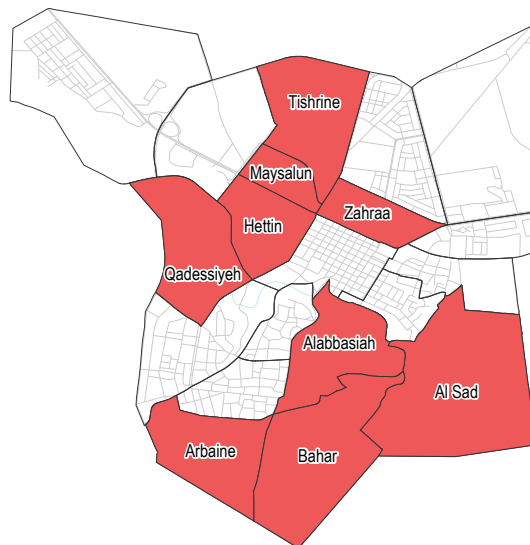 Tishrine
Maysalun
Zahraa
Hettin
Qadessiyeh
Alabbasiah
Al Sad
Arbaine
Bahar